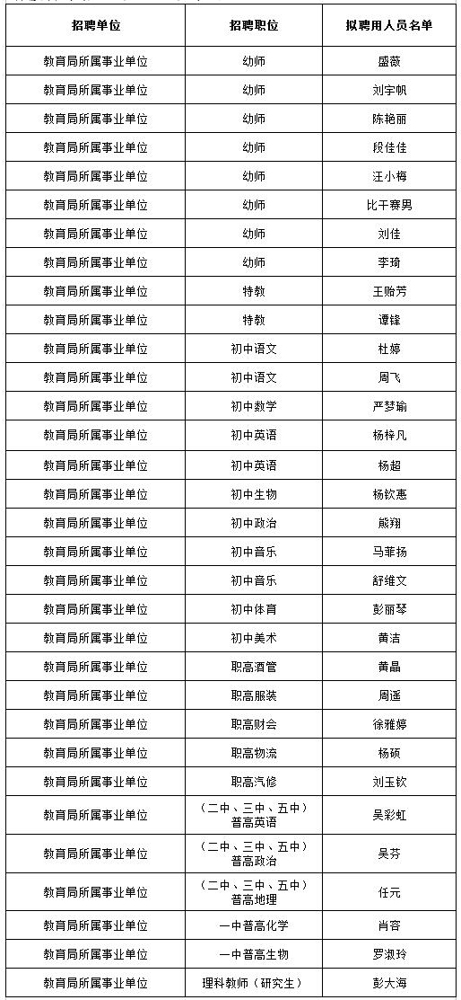 招聘单位 招聘职位 拟聘用人员名单
教育局所属事业单位 幼师 盛薇
教育局所属事业单位 幼师 刘宇帆
教育局所属事业单位 幼师 陈艳丽
教育局所属事业单位 幼师 段佳佳
教育局所属事业单位 幼师 汪小梅
教育局所属事业单位 幼师 比干赛男
教育局所属事业单位 幼师 刘佳
教育局所属事业单位 幼师 李琦
教育局所属事业单位 特教 王贻芳
教育局所属事业单位 特教 谭锋
教育局所属事业单位 初中语文 杜婷
教育局所属事业单位 初中语文 周飞
教育局所属事业单位 初中数学 严梦瑜
教育局所属事业单位 初中英语 杨梓凡
教育局所属事业单位 初中英语 杨超
教育局所属事业单位 初中生物 杨钦惠
教育局所属事业单位 初中政治 熊翔
教育局所属事业单位 初中音乐 马菲扬
教育局所属事业单位 初中音乐 舒维文
教育局所属事业单位 初中体育 彭丽琴
教育局所属事业单位 初中美术 黄洁
教育局所属事业单位 职高酒管 黄晶
教育局所属事业单位 职高服装 周遥
教育局所属事业单位 职高财会 徐雅婷
教育局所属事业单位 职高物流 杨硕
教育局所属事业单位 职高汽修 刘玉钦
教育局所属事业单位 （二中、三中、五中）
普高英语 吴彩虹
教育局所属事业单位 （二中、三中、五中）
普高政治 吴芬
教育局所属事业单位 （二中、三中、五中）
普高地理 任元
教育局所属事业单位 一中普高化学 肖容
教育局所属事业单位 一中普高生物 罗淑玲
教育局所属事业单位 理科教师（研究生） 彭大海